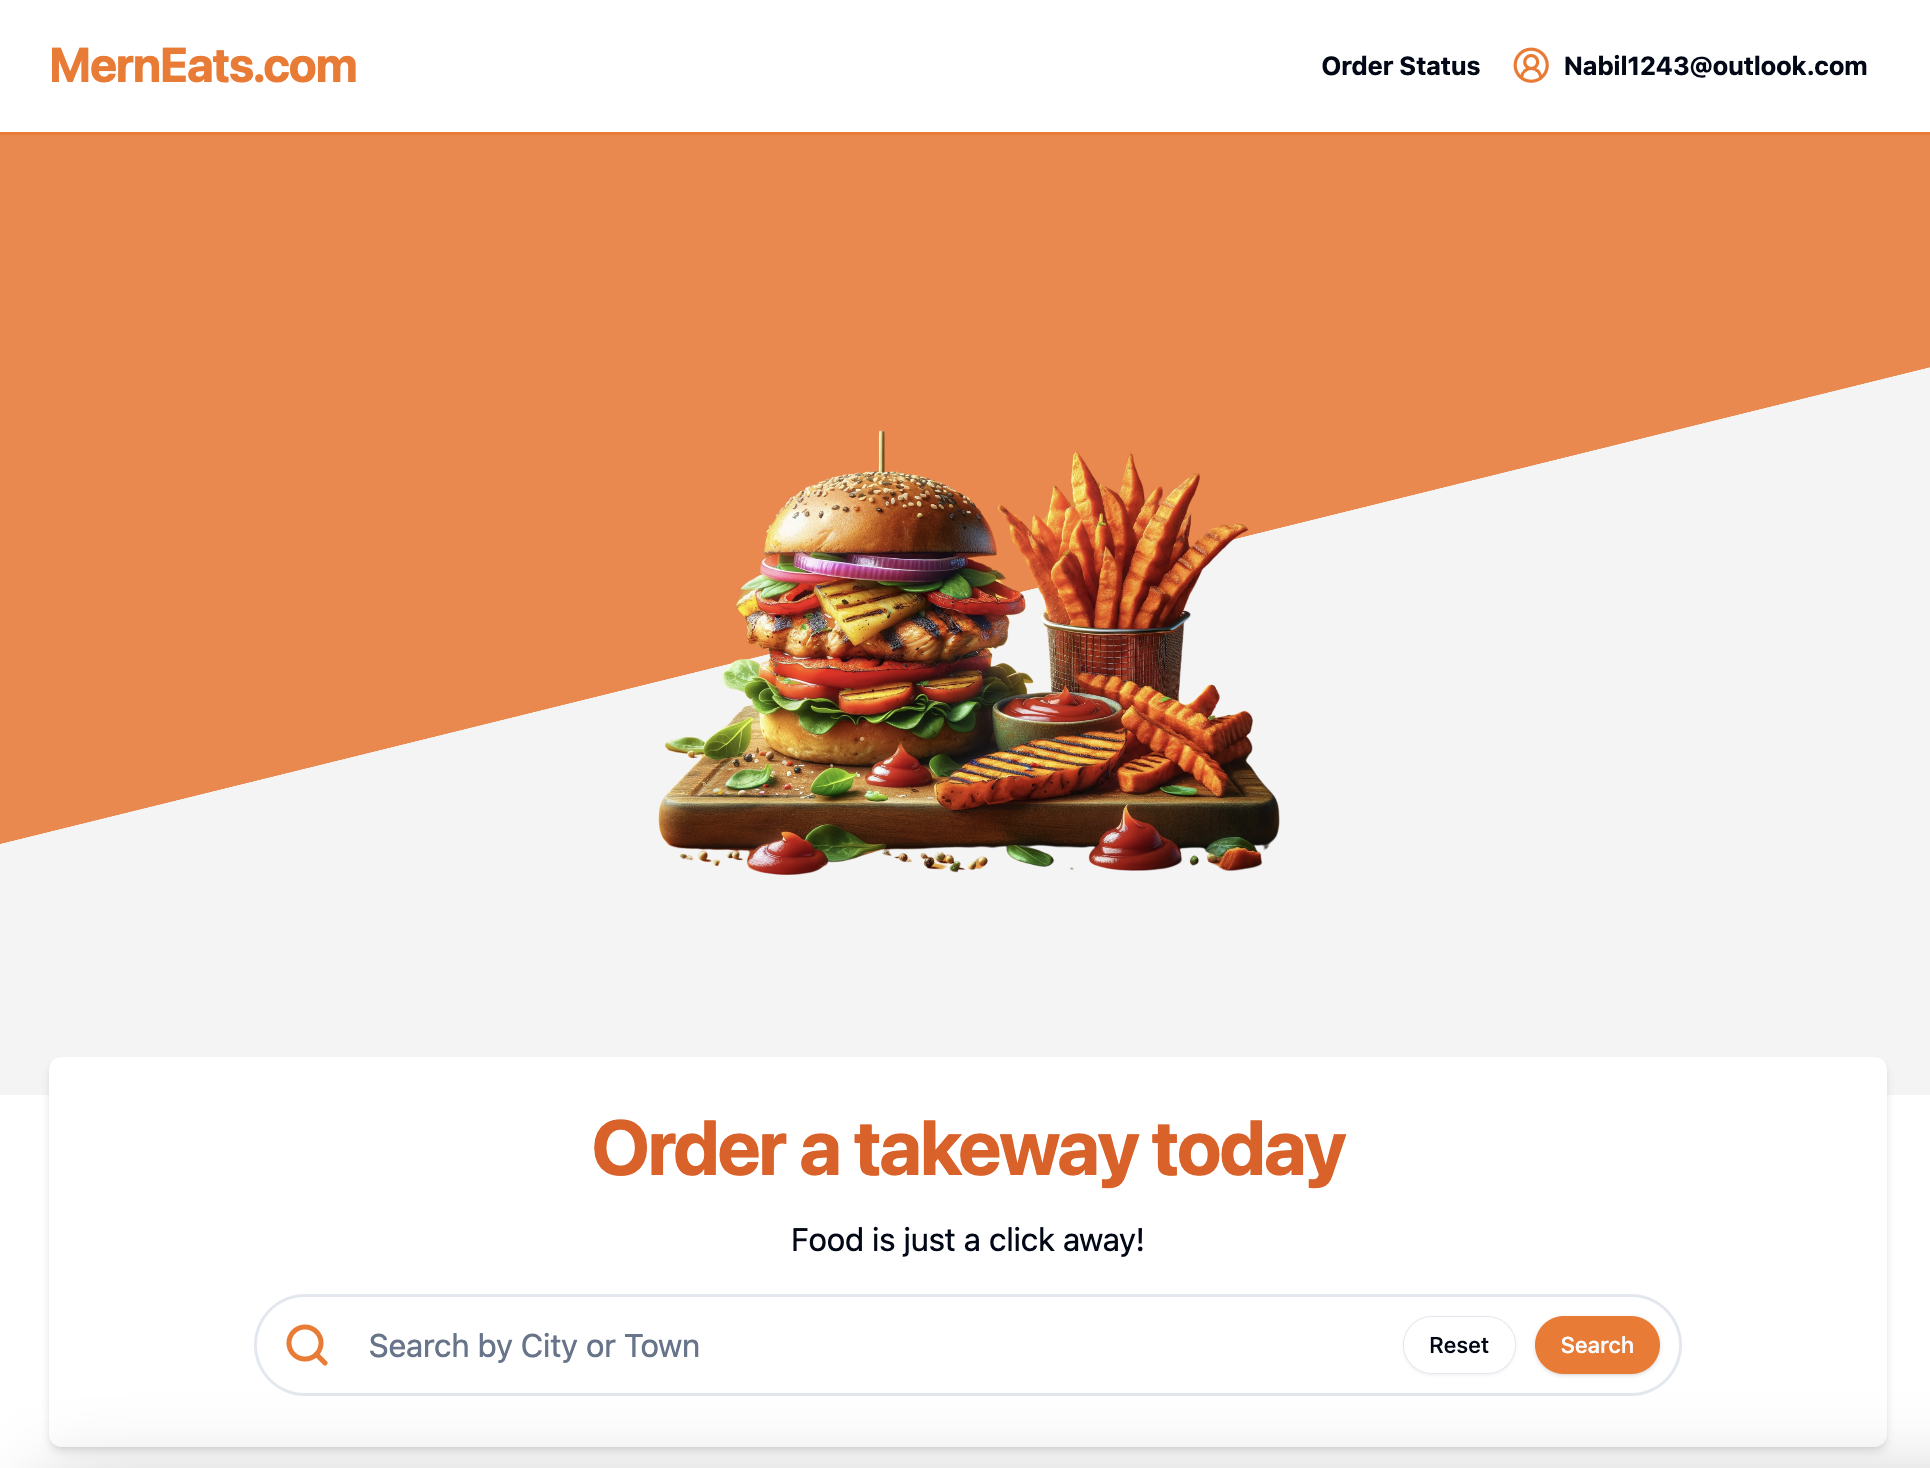 MernEats.com
Order Status
Nabil1243@outlook.com
Order a takeway today
Food is just a click away!
Search by City or Town
Reset
Search